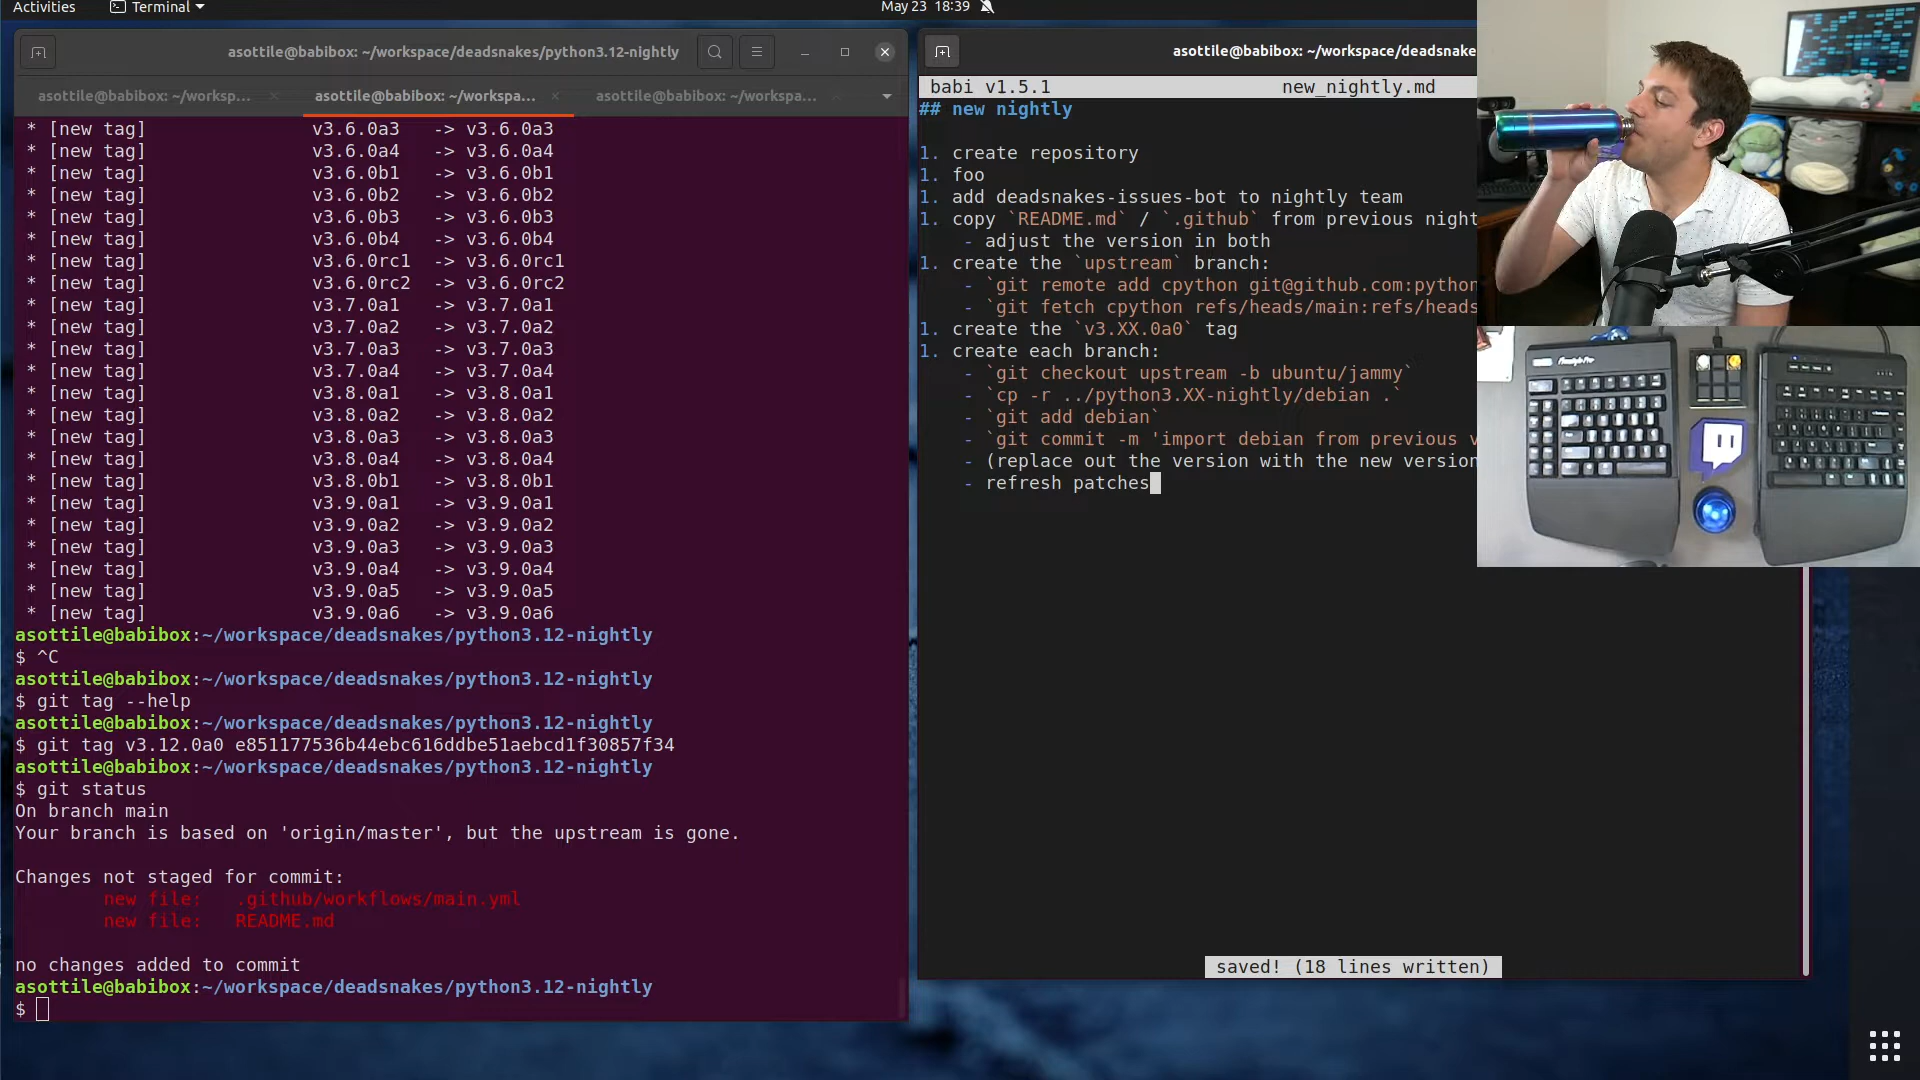 Activities
Terminal
May 23 18:39
asottile@babibox: ~/workspace/deadsnakes/python3.12-nightly
asottile@babibox: ~/worksp...
asottile@babibox: ~/workspa...
asottile@babibox: ~/workspa...
* [new tag] v3.6.0a3 -> v3.6.0a3
* [new tag] v3.6.0a4 -> v3.6.0a4
* [new tag] v3.6.0b1 -> v3.6.0b1
* [new tag] v3.6.0b2 -> v3.6.0b2
* [new tag] v3.6.0b3 -> v3.6.0b3
* [new tag] v3.6.0b4 -> v3.6.0b4
* [new tag] v3.6.0rc1 -> v3.6.0rc1
* [new tag] v3.6.0rc2 -> v3.6.0rc2
* [new tag] v3.7.0a1 -> v3.7.0a1
* [new tag] v3.7.0a2 -> v3.7.0a2
* [new tag] v3.7.0a3 -> v3.7.0a3
* [new tag] v3.7.0a4 -> v3.7.0a4
* [new tag] v3.8.0a1 -> v3.8.0a1
* [new tag] v3.8.0a2 -> v3.8.0a2
* [new tag] v3.8.0a3 -> v3.8.0a3
* [new tag] v3.8.0a4 -> v3.8.0a4
* [new tag] v3.8.0b1 -> v3.8.0b1
* [new tag] v3.9.0a1 -> v3.9.0a1
* [new tag] v3.9.0a2 -> v3.9.0a2
* [new tag] v3.9.0a3 -> v3.9.0a3
* [new tag] v3.9.0a4 -> v3.9.0a4
* [new tag] v3.9.0a5 -> v3.9.0a5
* [new tag] v3.9.0a6 -> v3.9.0a6
asottile@babibox:~/workspace/deadsnakes/python3.12-nightly
$ ^C
asottile@babibox:~/workspace/deadsnakes/python3.12-nightly
$ git tag --help
asottile@babibox:~/workspace/deadsnakes/python3.12-nightly
$ git tag v3.12.0a0 e851177536b44ebc616ddbe51aebcd1f30857f34
asottile@babibox:~/workspace/deadsnakes/python3.12-nightly
$ git status
On branch main
Your branch is based on 'origin/master', but the upstream is gone.
Changes not staged for commit:
new file: .github/workflows/main.yml
new file: README.md
no changes added to commit
asottile@babibox:~/workspace/deadsnakes/python3.12-nightly
$
asottile@babibox: ~/workspace/deadsnake
babi v1.5.1 new_nightly.md
## new nightly
1. create repository
1. foo
1. add deadsnakes-issues-bot to nightly team
1. copy `README.md` / `.github` from previous night
- adjust the version in both
1. create the `upstream` branch:
- `git remote add cpython git@github.com:python
- `git fetch cpython refs/heads/main:refs/heads
1. create the `v3.XX.0a0` tag
1. create each branch:
- `git checkout upstream -b ubuntu/jammy`
- `cp -r ../python3.XX-nightly/debian .`
- `git add debian`
- `git commit -m 'import debian from previous v
- (replace out the version with the new version
- refresh patches
saved! (18 lines written)